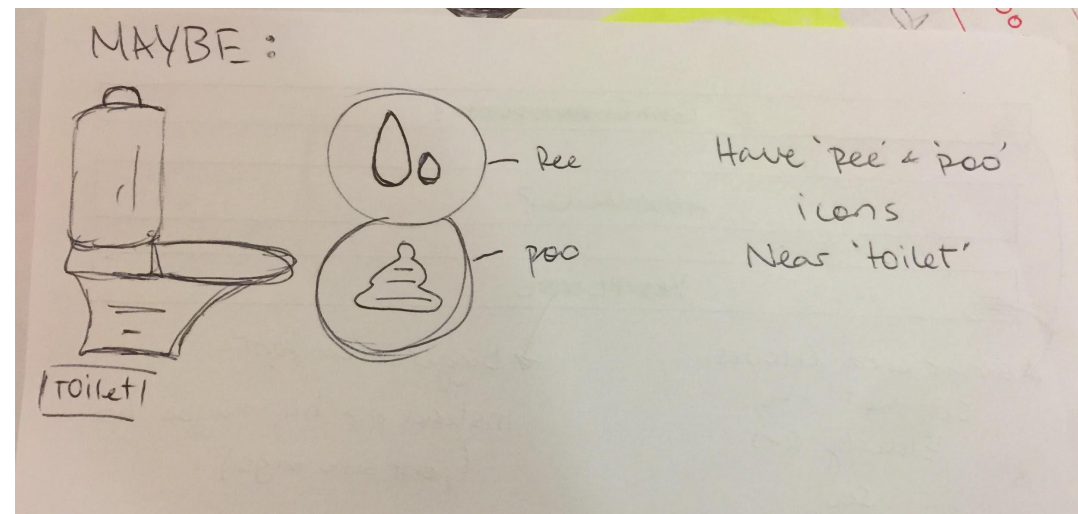 MAYBE:
Pee
Have 'pee' & 'poo'
icons
poo
Near 'toilet'
Toilet